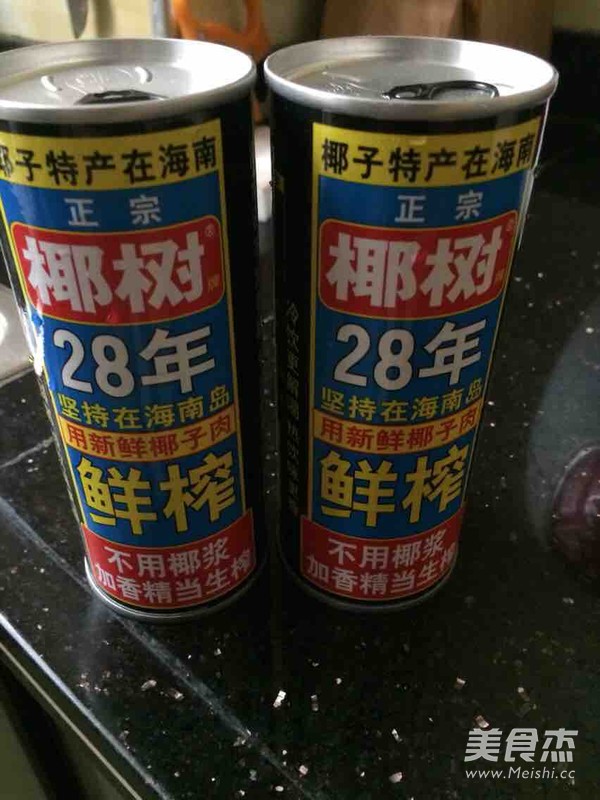 椰子特产在海南
正宗
椰树®
牌
28年
坚持在海南岛
用新鲜椰子肉
鲜榨
不用椰浆
加香精当生榨
椰子特产在海南
正宗
椰树®
牌
28年
坚持在海南岛
用新鲜椰子肉
鲜榨
不用椰浆
加香精当生榨
美食杰
www.Meishi.cc